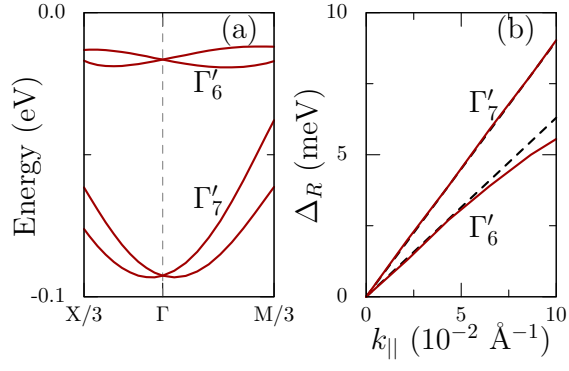 (a)
0.0
Γ′6
Γ′7
Energy (eV)
-0.1
X/3
Γ
M/3
(b)
10
Γ′7
5
Γ′6
0
Δ_R (meV)
0
5
10
k_|| (10⁻² Å⁻¹)